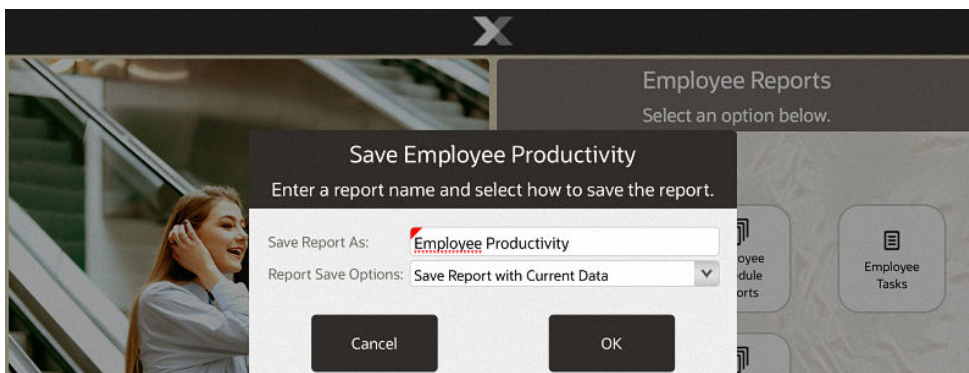 Employee Reports
Select an option below.
Save Employee Productivity
Enter a report name and select how to save the report.
Save Report As: Employee Productivity
Report Save Options: Save Report with Current Data
Cancel OK
Employee
Tasks